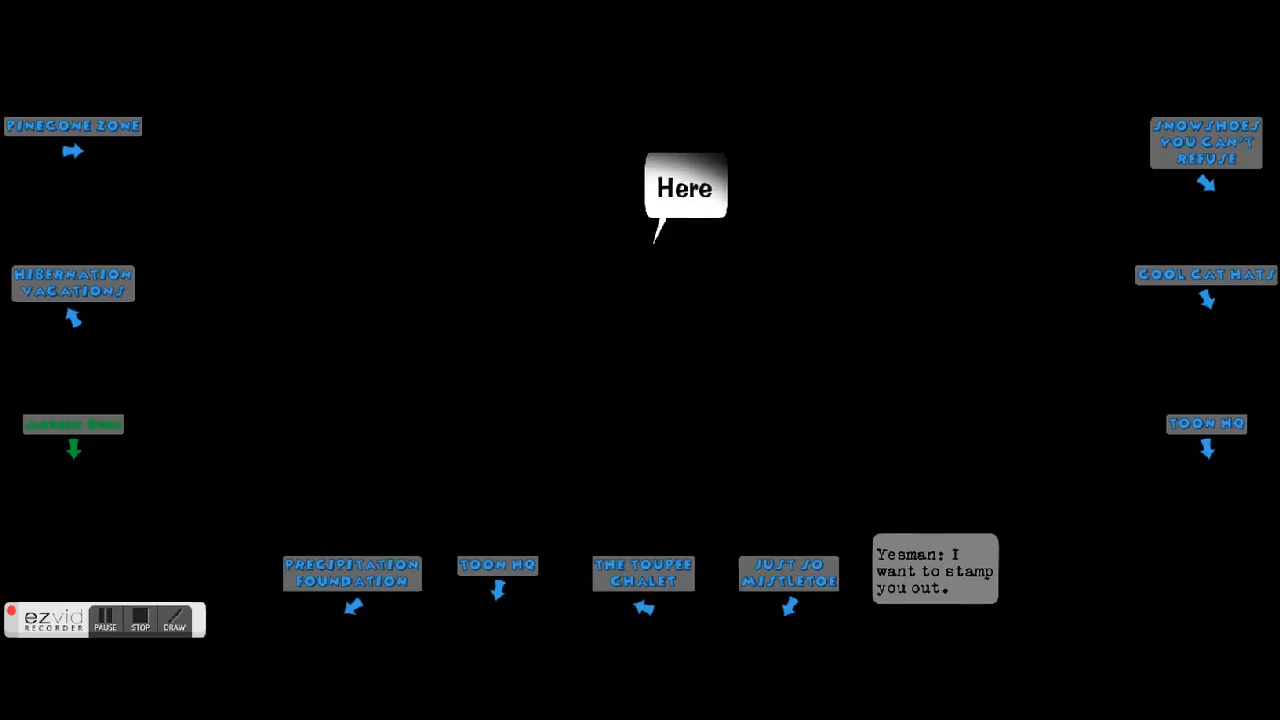 PINECONE ZONE
SNOWSHOES
YOU CAN'T
REFUSE
Here
HIBERNATION
VACATIONS
COOL CAT HATS
TOON HQ
PRECIPITATION
FOUNDATION
TOON HQ
THE TOUPEE
CHALET
JUST SO
MISTLETOE
Yesman: I
want to stamp
you out.
ezvid
RECORDER
PAUSE
STOP
DRAW